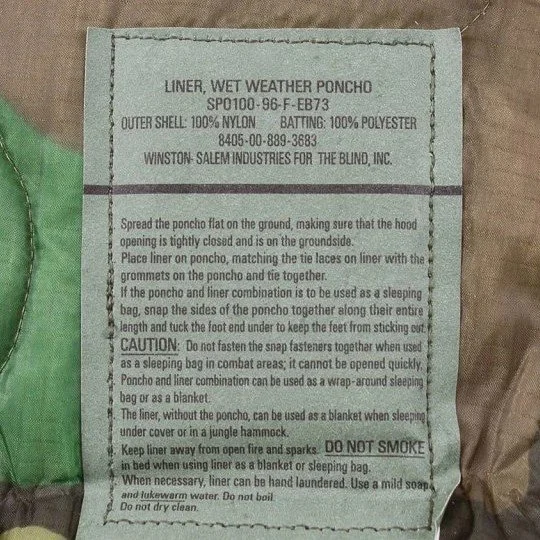 LINER, WET WEATHER PONCHO
SPO100-96-F-EB73
OUTER SHELL: 100% NYLON BATTING: 100% POLYESTER
8405-00-889-3683
WINSTON-SALEM INDUSTRIES FOR THE BLIND, INC.
Spread the poncho flat on the ground, making sure that the hood
opening is tightly closed and is on the groundside.
Place liner on poncho, matching the tie laces on liner with the
grommets on the poncho and tie together.
If the poncho and liner combination is to be used as a sleeping
bag, snap the sides of the poncho together along their entire
length and tuck the foot end under to keep the feet from sticking out.
CAUTION: Do not fasten the snap fasteners together when used
as a sleeping bag in combat areas; it cannot be opened quickly.
Poncho and liner combination can be used as a wrap-around sleeping
bag or as a blanket.
The liner, without the poncho, can be used as a blanket when sleeping
under cover or in a jungle hammock.
Keep liner away from open fire and sparks. DO NOT SMOKE
in bed when using liner as a blanket or sleeping bag.
When necessary, liner can be hand laundered. Use a mild soap
and lukewarm water. Do not boil.
Do not dry clean.